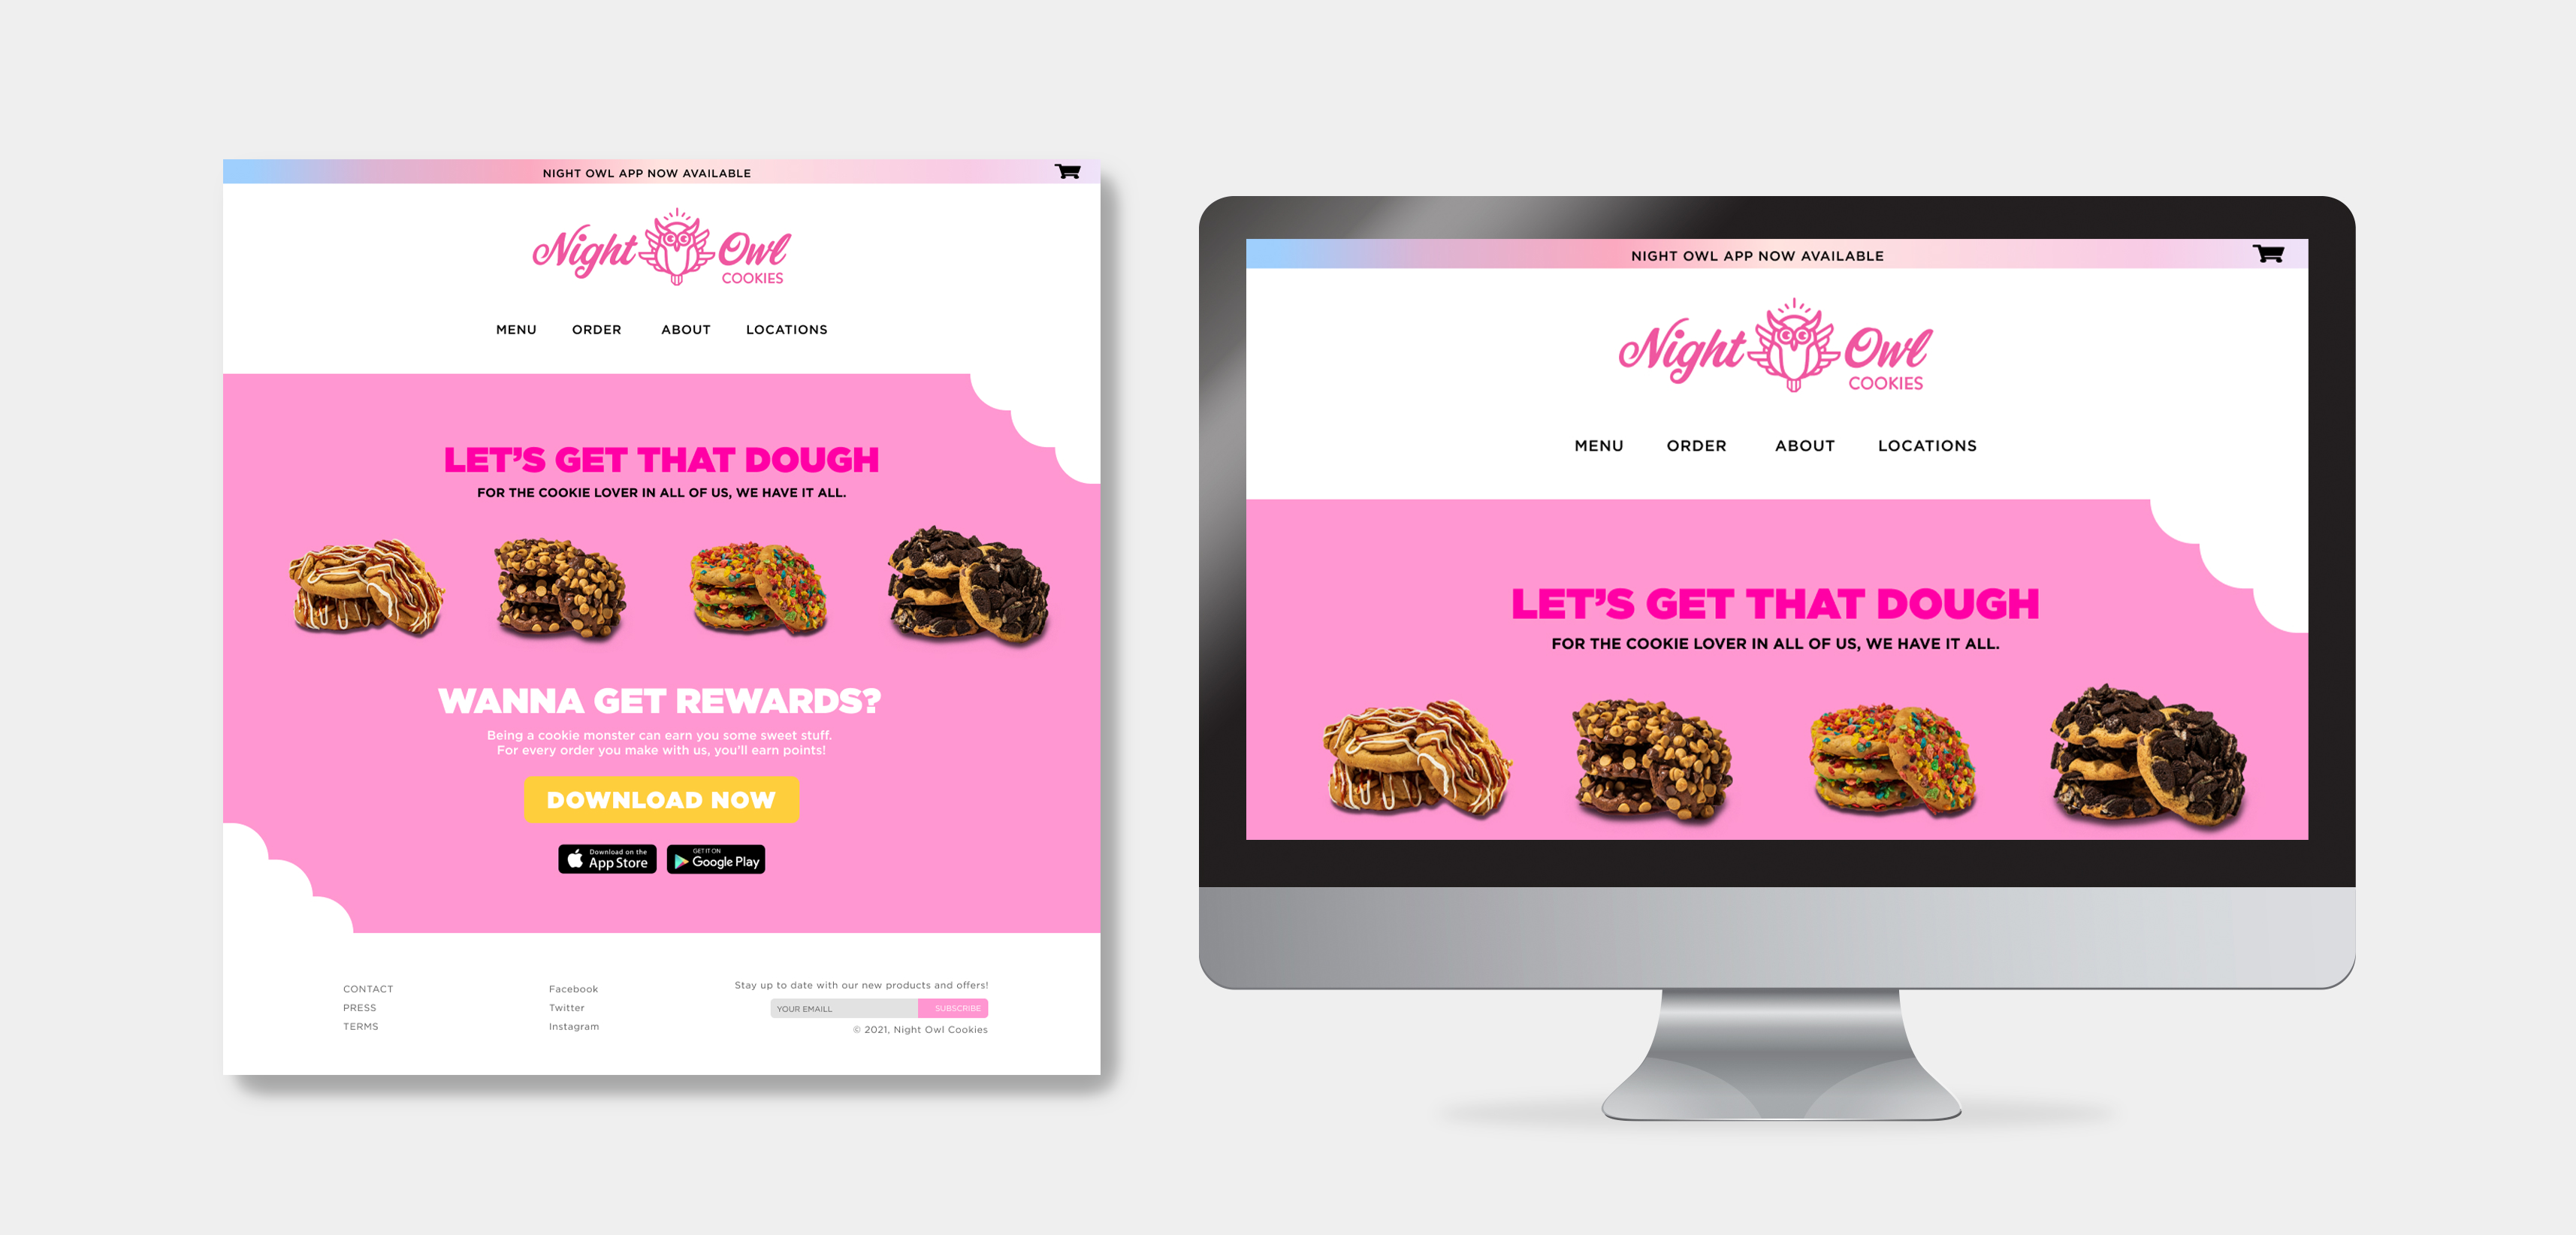 NIGHT OWL APP NOW AVAILABLE
Night Owl
COOKIES
MENU ORDER ABOUT LOCATIONS
LET'S GET THAT DOUGH
FOR THE COOKIE LOVER IN ALL OF US, WE HAVE IT ALL.
WANNA GET REWARDS?
Being a cookie monster can earn you some sweet stuff.
For every order you make with us, you'll earn points!
DOWNLOAD NOW
Download on the
App Store
GET IT ON
Google Play
CONTACT
PRESS
TERMS
Facebook
Twitter
Instagram
Stay up to date with our new products and offers!
YOUR EMAILL
SUBSCRIBE
© 2021, Night Owl Cookies
NIGHT OWL APP NOW AVAILABLE
Night Owl
COOKIES
MENU ORDER ABOUT LOCATIONS
LET'S GET THAT DOUGH
FOR THE COOKIE LOVER IN ALL OF US, WE HAVE IT ALL.